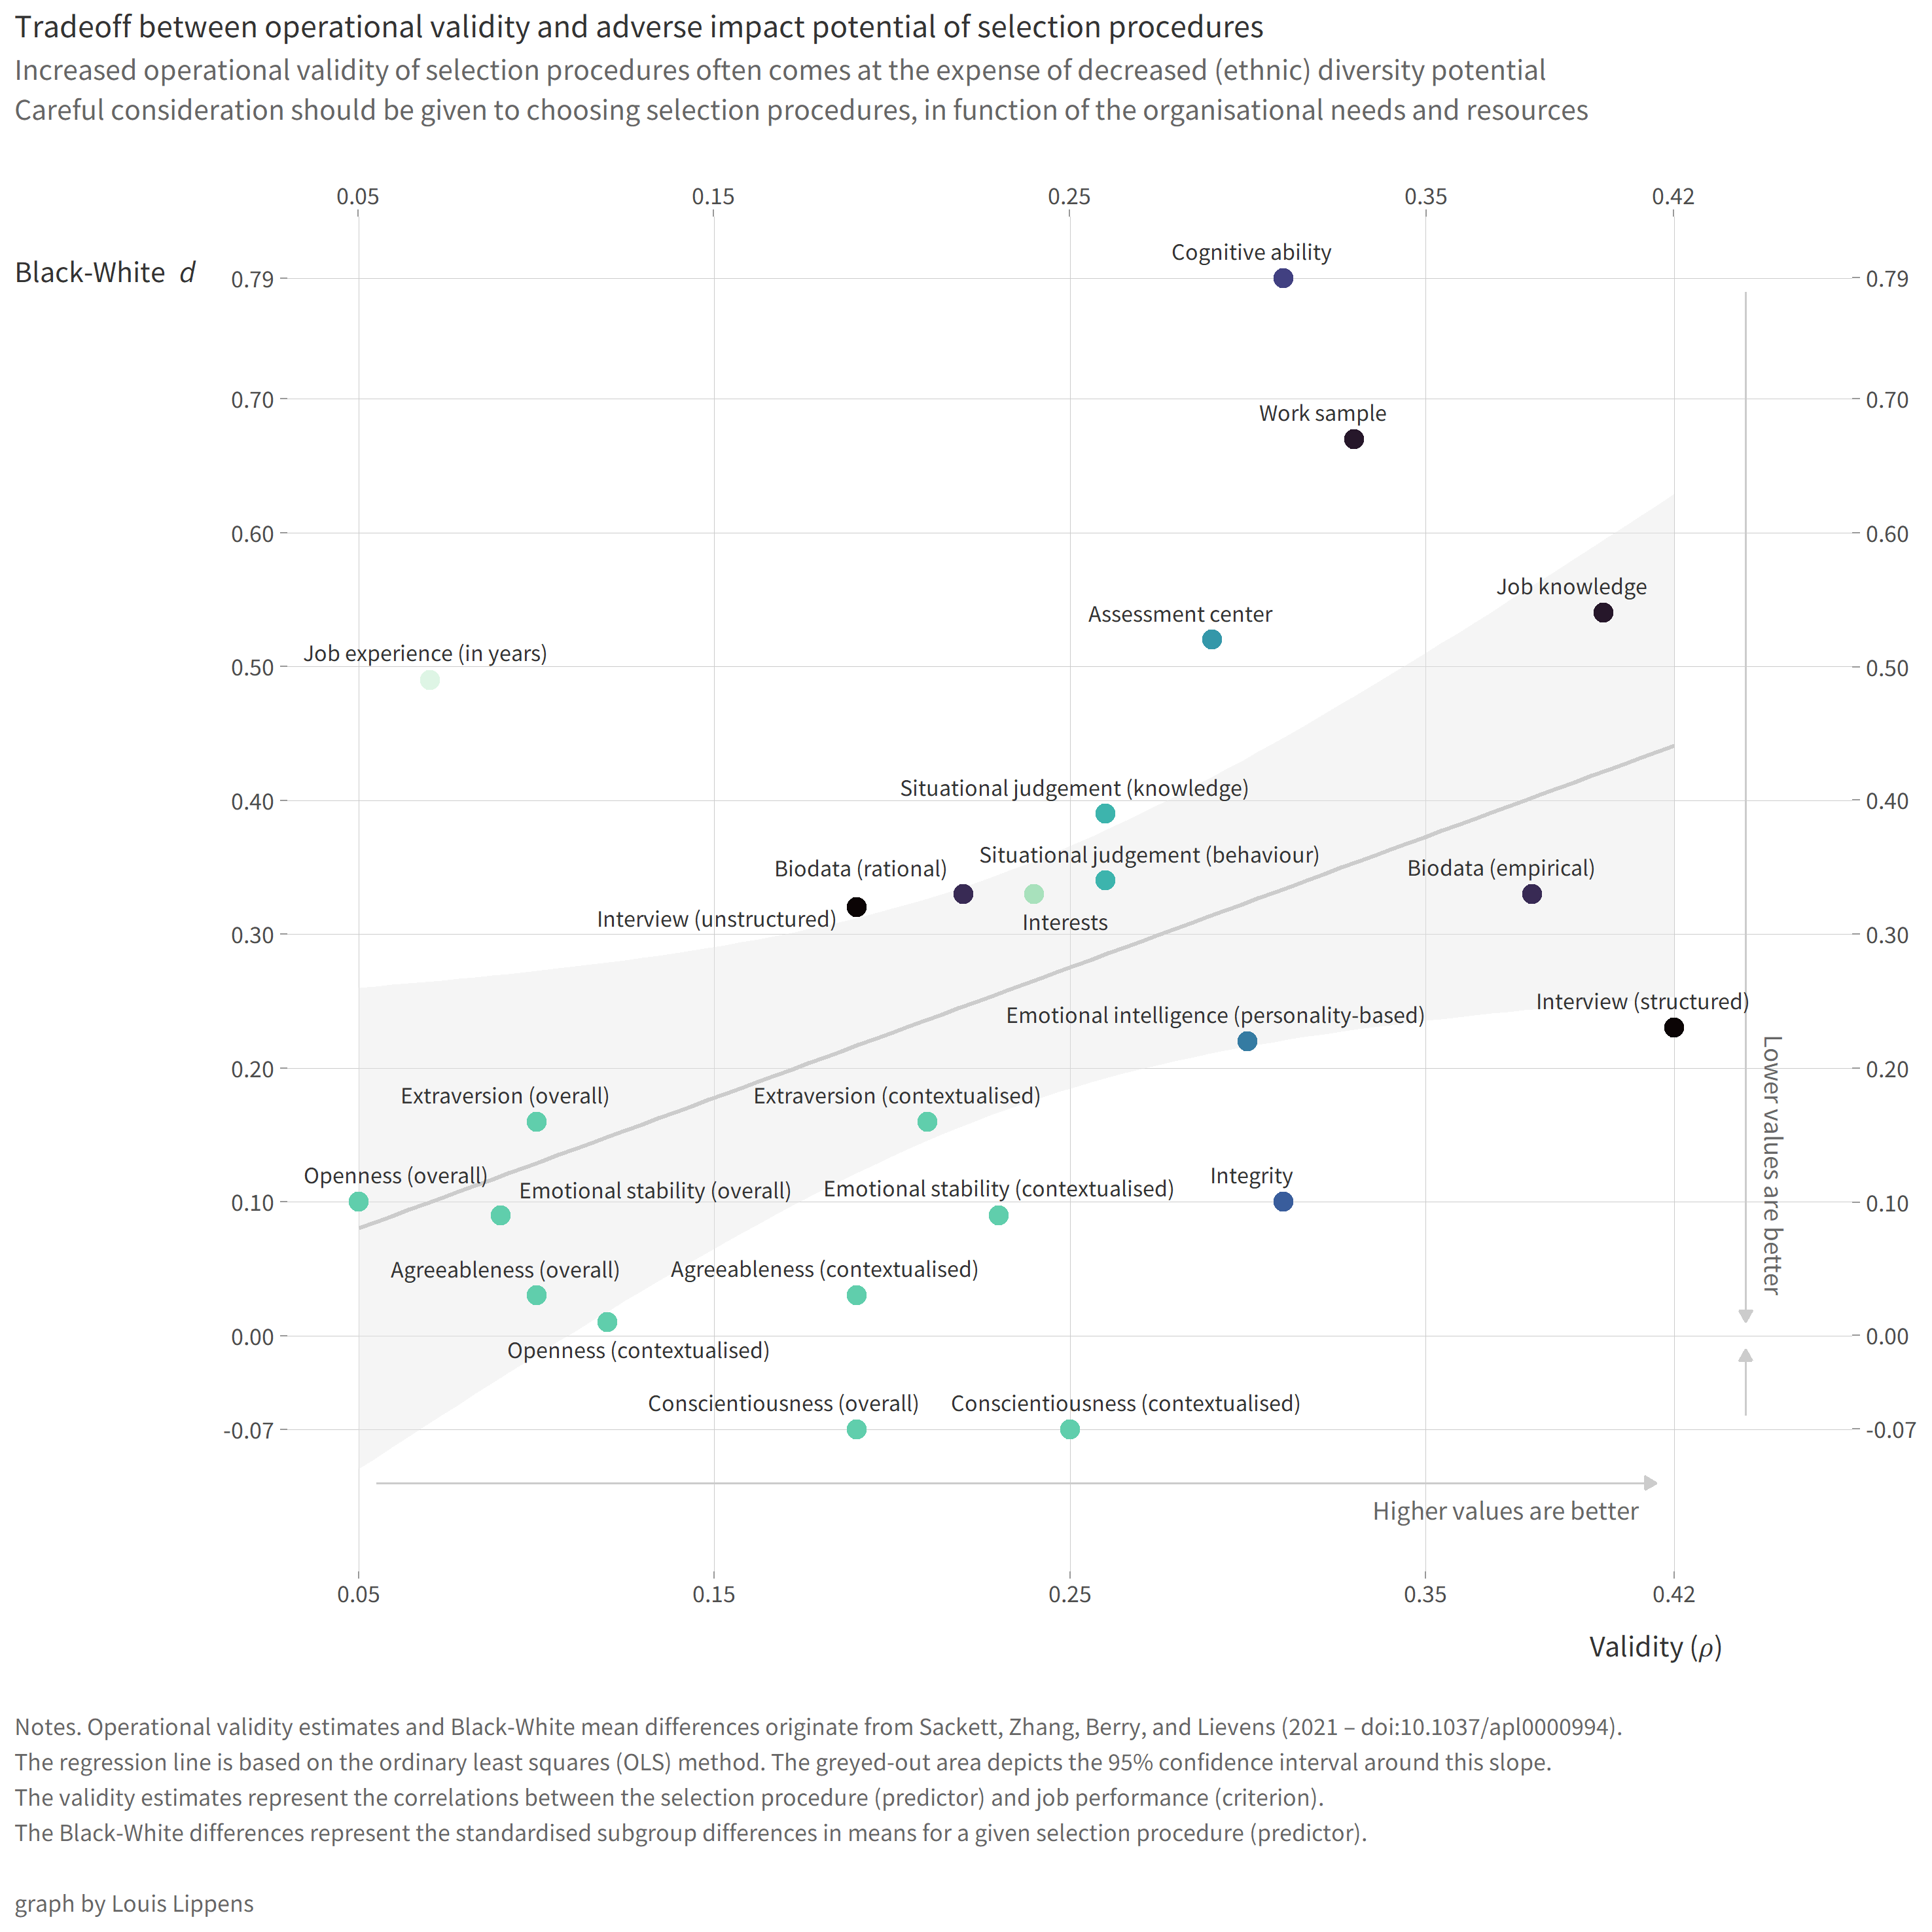 Tradeoff between operational validity and adverse impact potential of selection procedures
Increased operational validity of selection procedures often comes at the expense of decreased (ethnic) diversity potential
Careful consideration should be given to choosing selection procedures, in function of the organisational needs and resources
0.05 0.15 0.25 0.35 0.42
Cognitive ability
Black-White d 0.79 0.79
0.70 0.70
Work sample
0.60 0.60
Job knowledge
Assessment center
Job experience (in years)
0.50 0.50
Situational judgement (knowledge)
0.40 0.40
Situational judgement (behaviour)
Biodata (rational) Biodata (empirical)
Interview (unstructured) Interests
0.30 0.30
Interview (structured)
Emotional intelligence (personality-based)
0.20 0.20
Lower values are better
Extraversion (overall) Extraversion (contextualised)
Openness (overall) Emotional stability (overall) Emotional stability (contextualised) Integrity
0.10 0.10
Agreeableness (overall) Agreeableness (contextualised)
0.00 0.00
Openness (contextualised)
Conscientiousness (overall) Conscientiousness (contextualised)
-0.07 -0.07
Higher values are better
0.05 0.15 0.25 0.35 0.42
Validity (ρ)
Notes. Operational validity estimates and Black-White mean differences originate from Sackett, Zhang, Berry, and Lievens (2021 – doi:10.1037/apl0000994).
The regression line is based on the ordinary least squares (OLS) method. The greyed-out area depicts the 95% confidence interval around this slope.
The validity estimates represent the correlations between the selection procedure (predictor) and job performance (criterion).
The Black-White differences represent the standardised subgroup differences in means for a given selection procedure (predictor).
graph by Louis Lippens